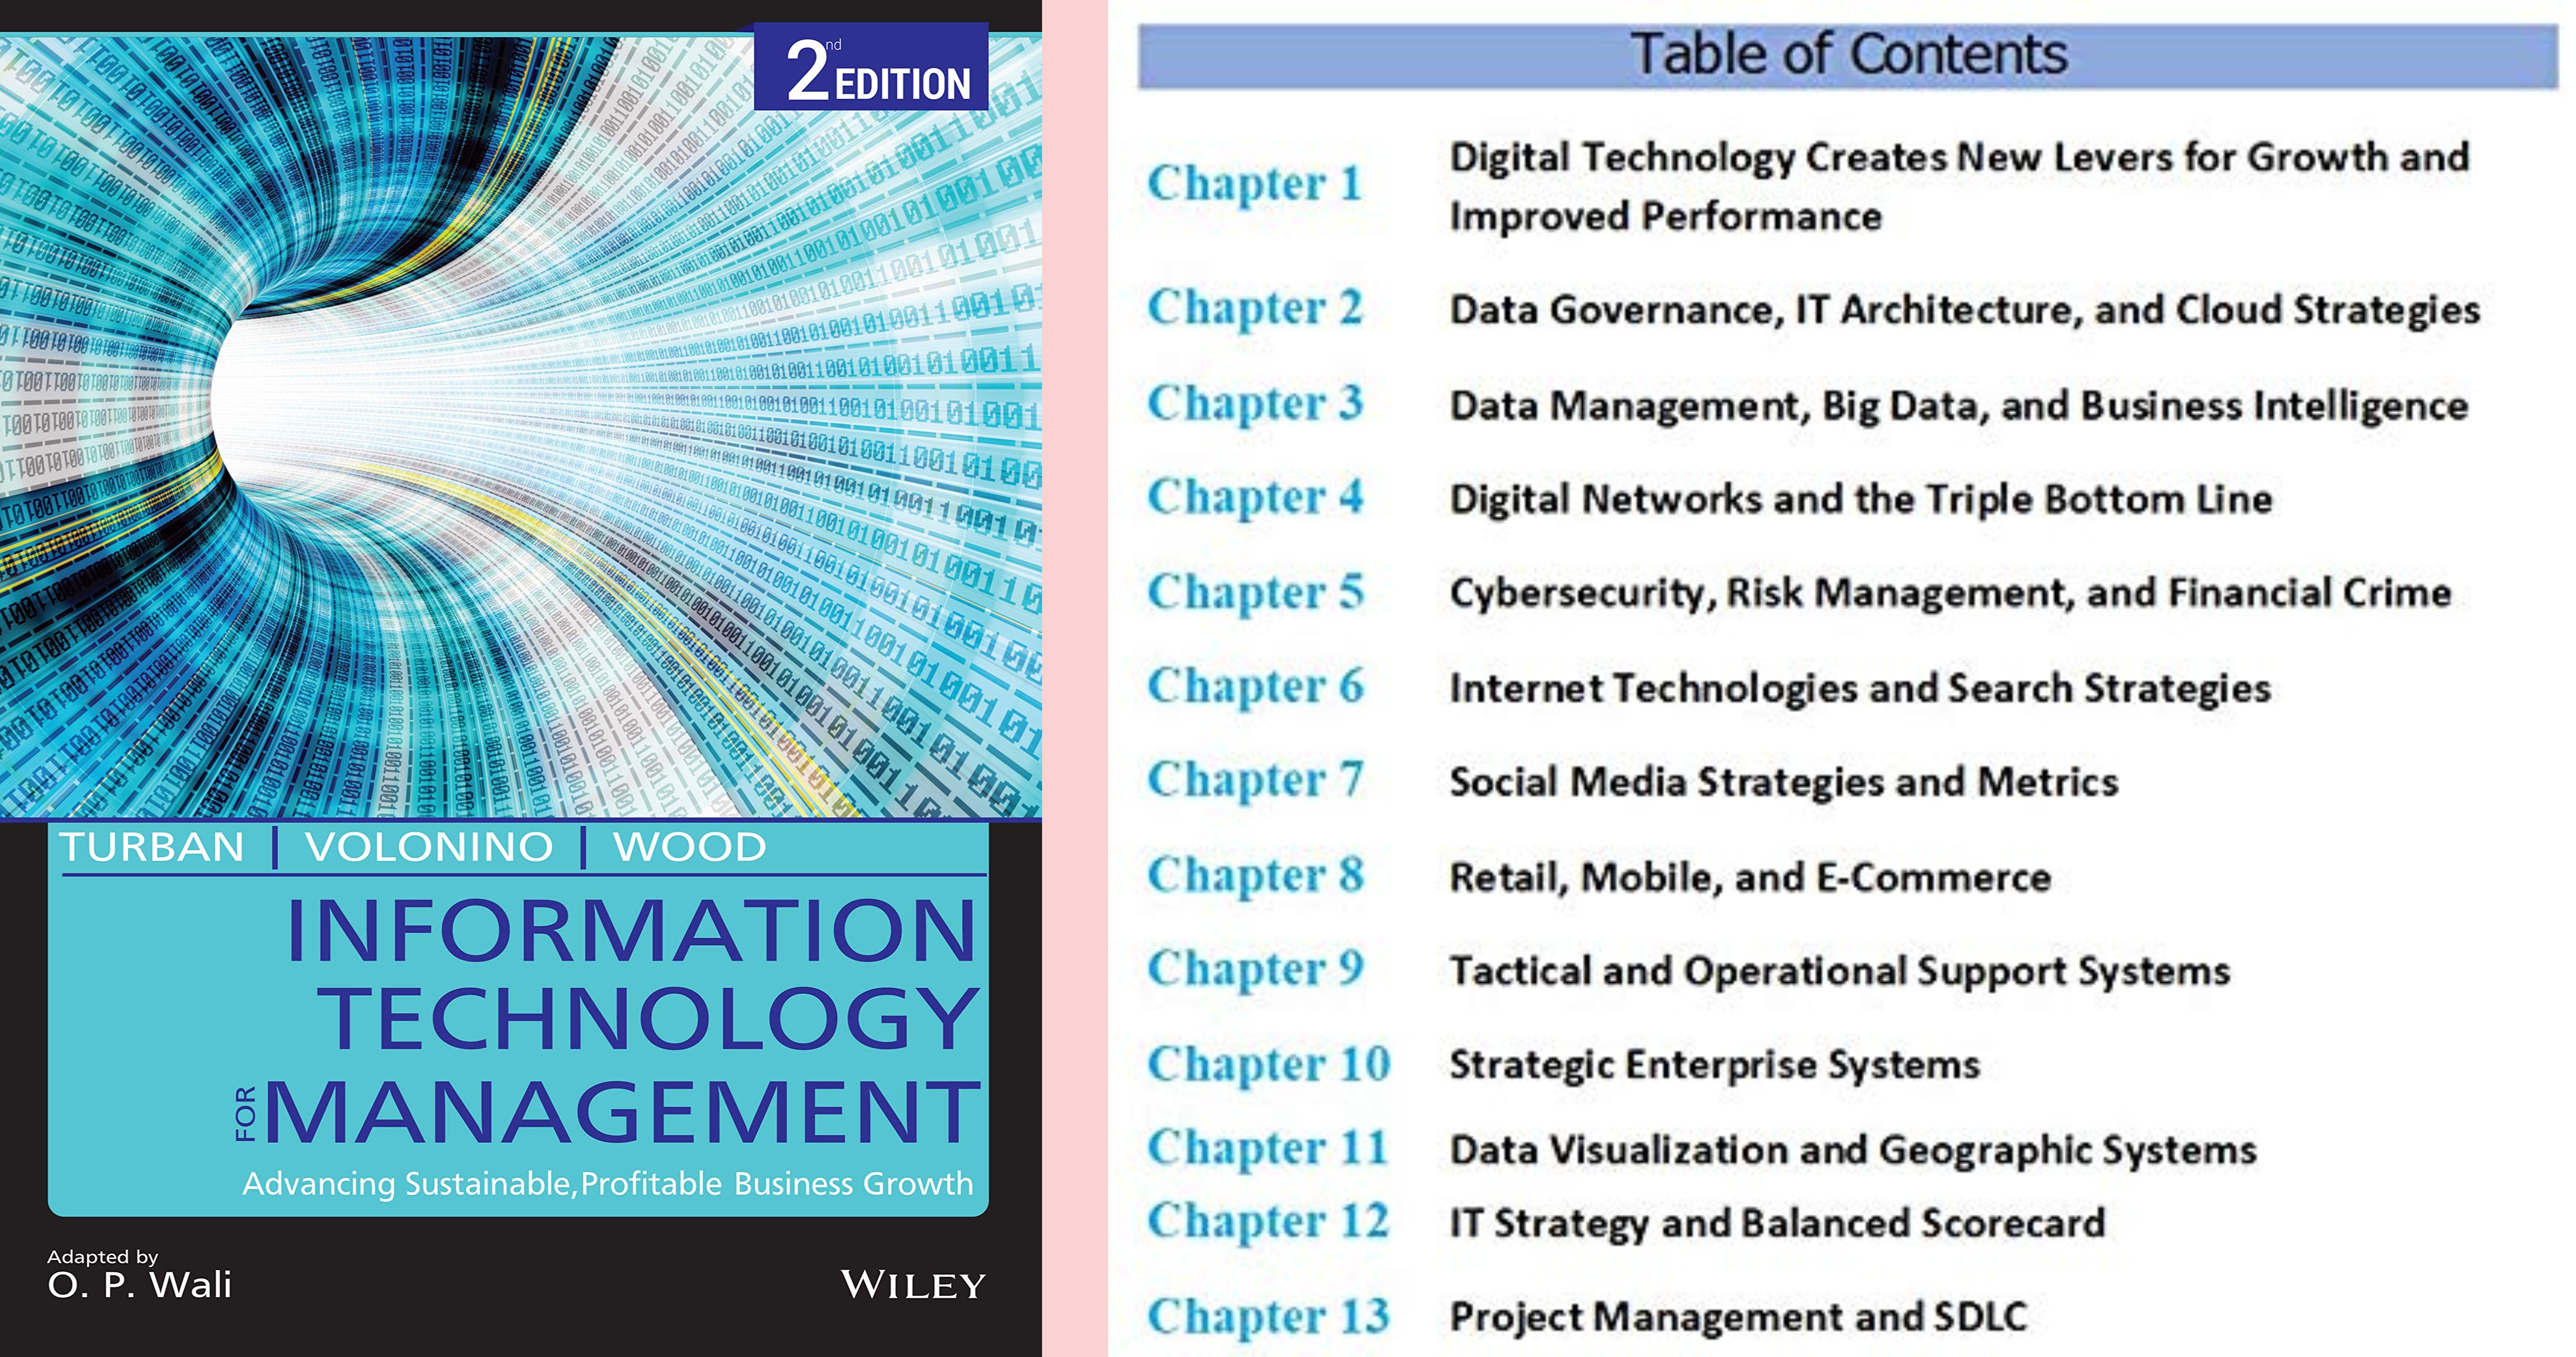 2nd EDITION
TURBAN | VOLONINO | WOOD
INFORMATION
TECHNOLOGY
FOR MANAGEMENT
Advancing Sustainable, Profitable Business Growth
Adapted by
O. P. Wali
WILEY
Table of Contents
Chapter 1 Digital Technology Creates New Levers for Growth and
Improved Performance
Chapter 2 Data Governance, IT Architecture, and Cloud Strategies
Chapter 3 Data Management, Big Data, and Business Intelligence
Chapter 4 Digital Networks and the Triple Bottom Line
Chapter 5 Cybersecurity, Risk Management, and Financial Crime
Chapter 6 Internet Technologies and Search Strategies
Chapter 7 Social Media Strategies and Metrics
Chapter 8 Retail, Mobile, and E-Commerce
Chapter 9 Tactical and Operational Support Systems
Chapter 10 Strategic Enterprise Systems
Chapter 11 Data Visualization and Geographic Systems
Chapter 12 IT Strategy and Balanced Scorecard
Chapter 13 Project Management and SDLC